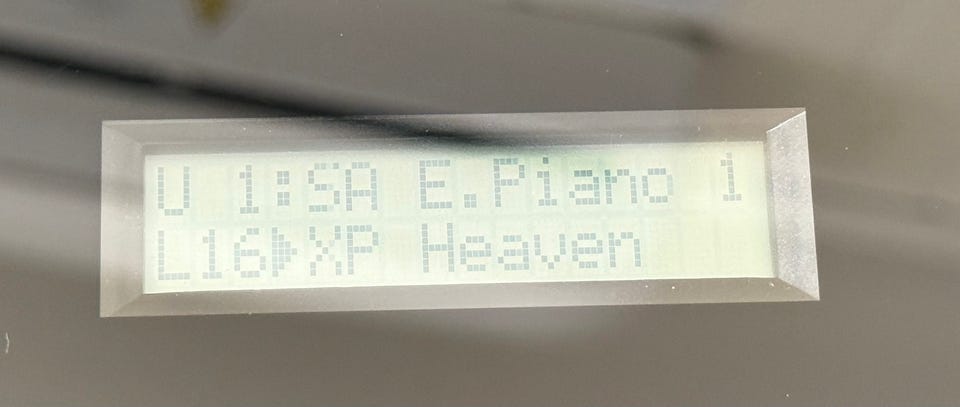 U 1:SA E.Piano 1
L16▶XP Heaven